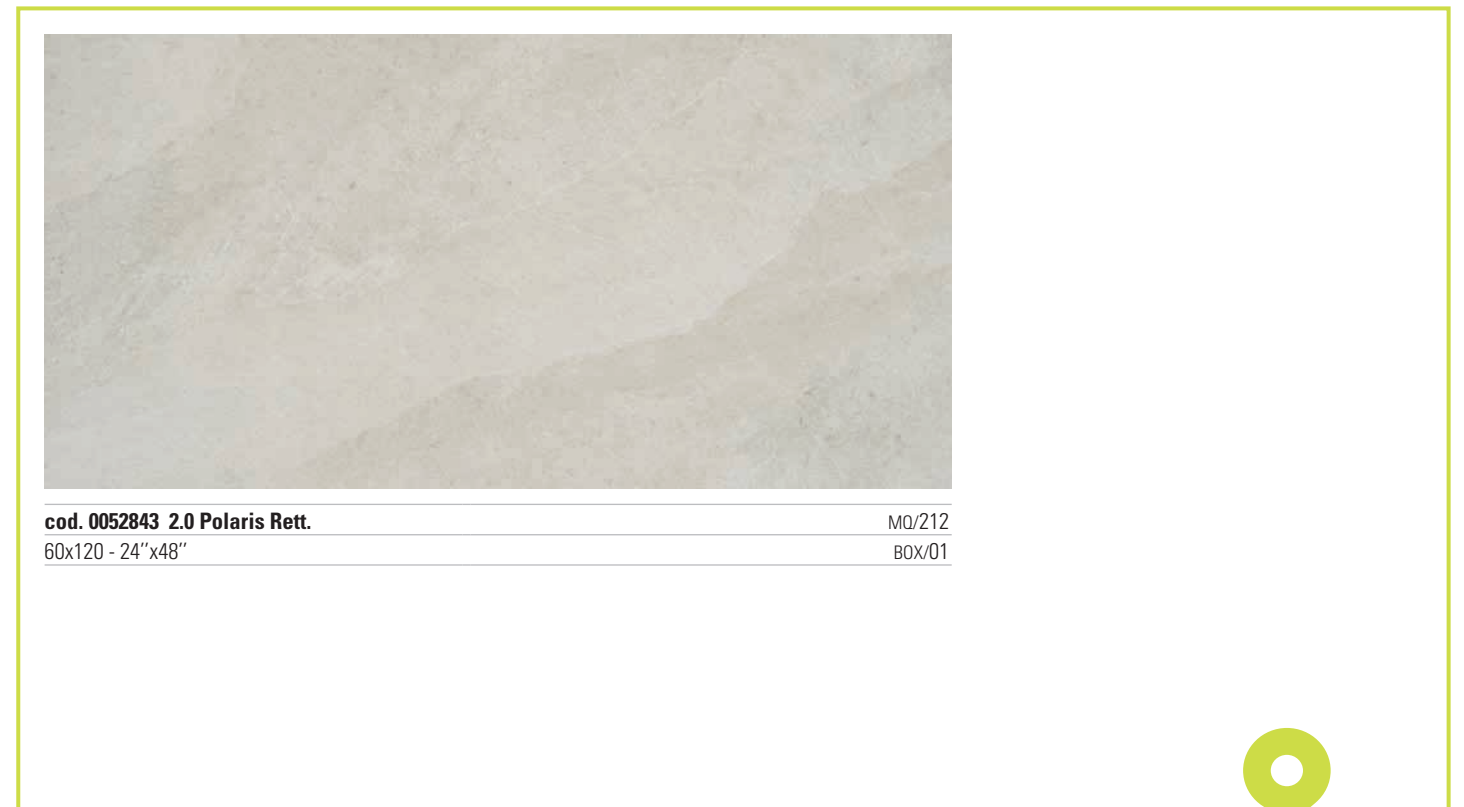 cod. 0052843 2.0 Polaris Rett. MQ/212
60x120 - 24’’x48’’ BOX/01